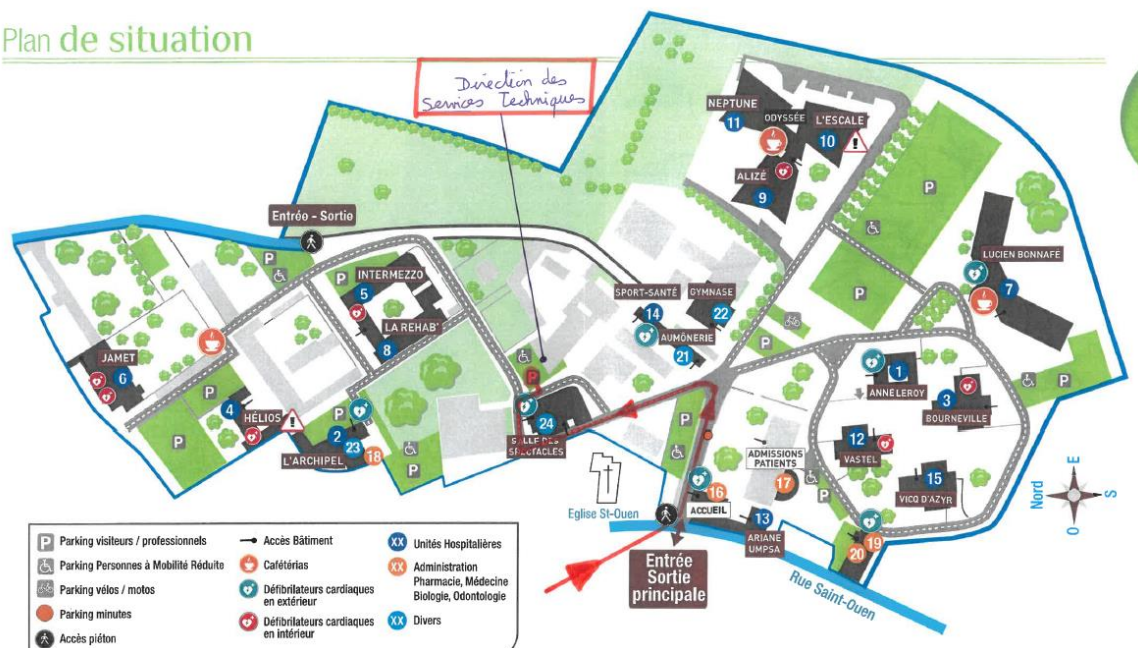 Plan de situation
Direction des
Services Techniques
NEPTUNE
11
ODYSSÉE
L'ESCALE
10
ALIZÉ
9
P
Entrée - Sortie
P
INTERMEZZO
5
LA REHAB'
8
JAMET
6
P
4
HÉLIOS
P
P
2
23
18
L'ARCHIPEL
P
SPORT-SANTÉ
14
GYMNASE
22
AUMÔNERIE
21
P
P
P
LUCIEN BONNAFÉ
7
P
24
SALLE DES
SPECTACLES
P
1
ANNE LEROY
3
BOURNEVILLE
P
12
VASTEL
15
VICQ D'AZYR
ADMISSIONS
PATIENTS
17
16
ACCUEIL
13
ARIANE
UMPSA
P
19
20
Eglise St-Ouen
Entrée
Sortie
principale
Rue Saint-Ouen
Nord
E
S
O
P Parking visiteurs / professionnels
Parking Personnes à Mobilité Réduite
Parking vélos / motos
Parking minutes
Accès piéton
Accès Bâtiment
Cafétérias
Défibrilateurs cardiaques
en extérieur
Défibrilateurs cardiaques
en intérieur
XX Unités Hospitalières
XX Administration
Pharmacie, Médecine
Biologie, Odontologie
XX Divers